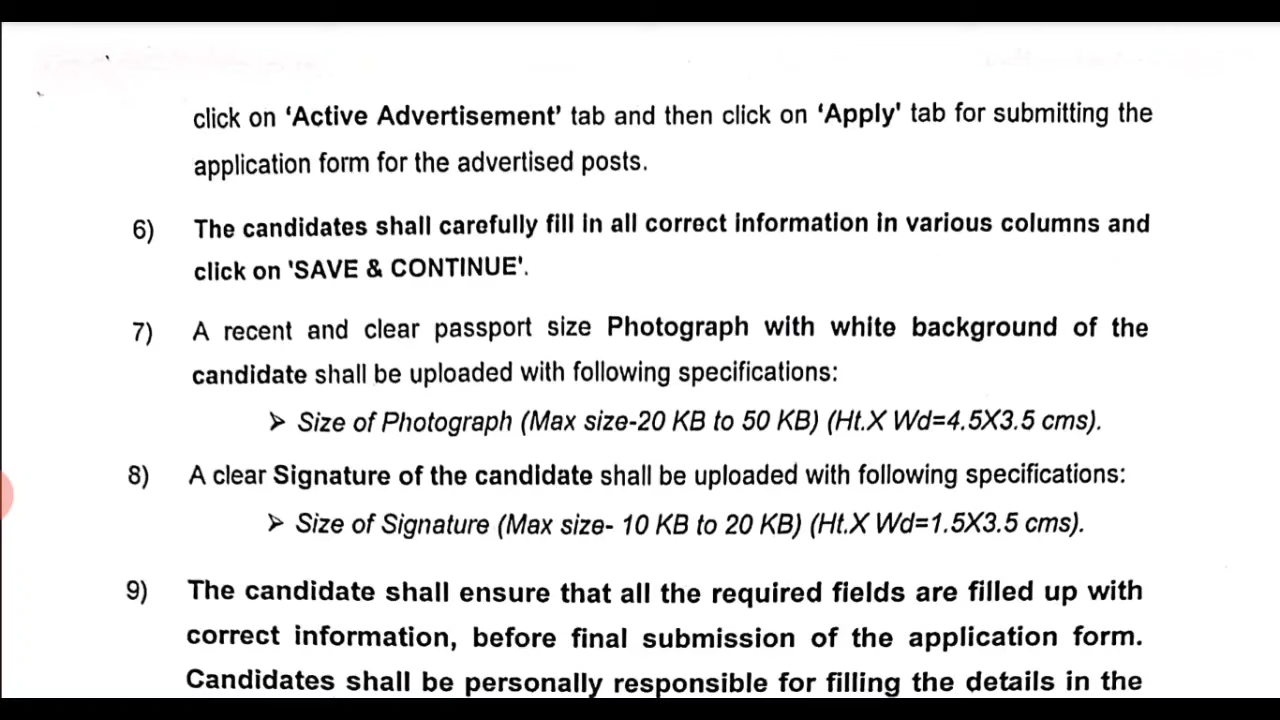 click on ‘Active Advertisement’ tab and then click on ‘Apply’ tab for submitting the
application form for the advertised posts.
6) The candidates shall carefully fill in all correct information in various columns and
click on 'SAVE & CONTINUE'.
7) A recent and clear passport size Photograph with white background of the
candidate shall be uploaded with following specifications:
➢ Size of Photograph (Max size-20 KB to 50 KB) (Ht.X Wd=4.5X3.5 cms).
8) A clear Signature of the candidate shall be uploaded with following specifications:
➢ Size of Signature (Max size- 10 KB to 20 KB) (Ht.X Wd=1.5X3.5 cms).
9) The candidate shall ensure that all the required fields are filled up with
correct information, before final submission of the application form.
Candidates shall be personally responsible for filling the details in the